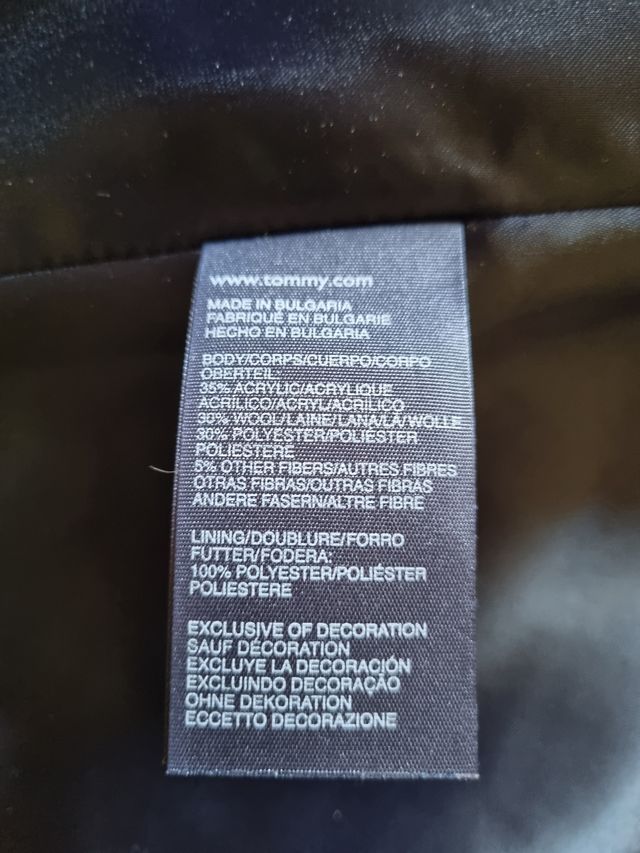 www.tommy.com
MADE IN BULGARIA
FABRIQUÉ EN BULGARIE
HECHO EN BULGARIA
BODY/CORPS/CUERPO/CORPO
OBERTEIL:
35% ACRYLIC/ACRYLIQUE
ACRÍLICO/ACRYL/ACRÍLICO
30% WOOL/LAINE/LANA/LÃ/WOLLE
30% POLYESTER/POLIÉSTER
POLIESTERE
5% OTHER FIBERS/AUTRES FIBRES
OTRAS FIBRAS/OUTRAS FIBRAS
ANDERE FASERN/ALTRE FIBRE
LINING/DOUBLURE/FORRO
FUTTER/FODERA:
100% POLYESTER/POLIÉSTER
POLIESTERE
EXCLUSIVE OF DECORATION
SAUF DÉCORATION
EXCLUYE LA DECORACIÓN
EXCLUINDO DECORAÇÃO
OHNE DEKORATION
ECCETTO DECORAZIONE